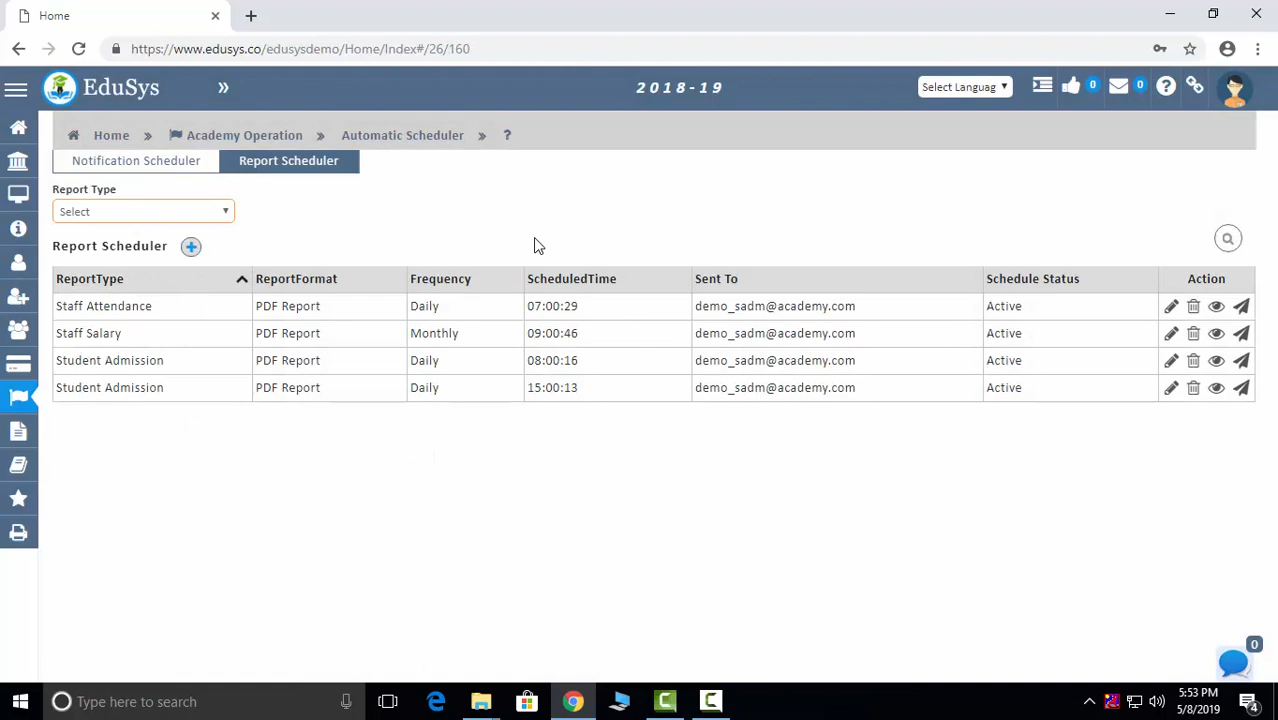 Home
https://www.edusys.co/edusysdemo/Home/Index#/26/160
EduSys » 2018-19 Select Languag 0 0
Home » Academy Operation » Automatic Scheduler » ?
Notification Scheduler Report Scheduler
Report Type
Select
Report Scheduler
ReportType ReportFormat Frequency ScheduledTime Sent To Schedule Status Action
Staff Attendance PDF Report Daily 07:00:29 demo_sadm@academy.com Active
Staff Salary PDF Report Monthly 09:00:46 demo_sadm@academy.com Active
Student Admission PDF Report Daily 08:00:16 demo_sadm@academy.com Active
Student Admission PDF Report Daily 15:00:13 demo_sadm@academy.com Active
0
Type here to search
5:53 PM
5/8/2019
4